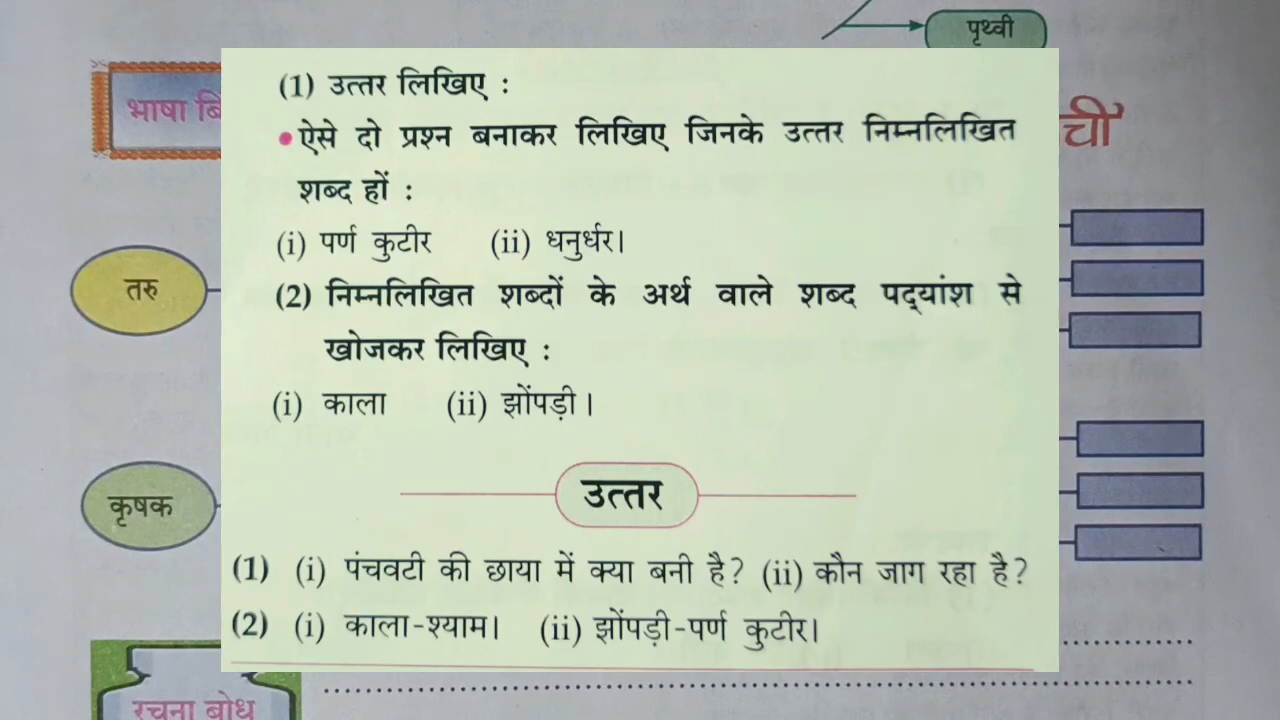 पृथ्वी
भाषा बि
ची
(1) उत्तर लिखिए :
• ऐसे दो प्रश्न बनाकर लिखिए जिनके उत्तर निम्नलिखित
शब्द हों :
(i) पर्ण कुटीर (ii) धनुर्धर।
तरु
(2) निम्नलिखित शब्दों के अर्थ वाले शब्द पद्‌यांश से
खोजकर लिखिए :
(i) काला (ii) झोंपड़ी।
उत्तर
कृषक
(1) (i) पंचवटी की छाया में क्या बनी है? (ii) कौन जाग रहा है?
(2) (i) काला-श्याम। (ii) झोंपड़ी-पर्ण कुटीर।
रचना बोध